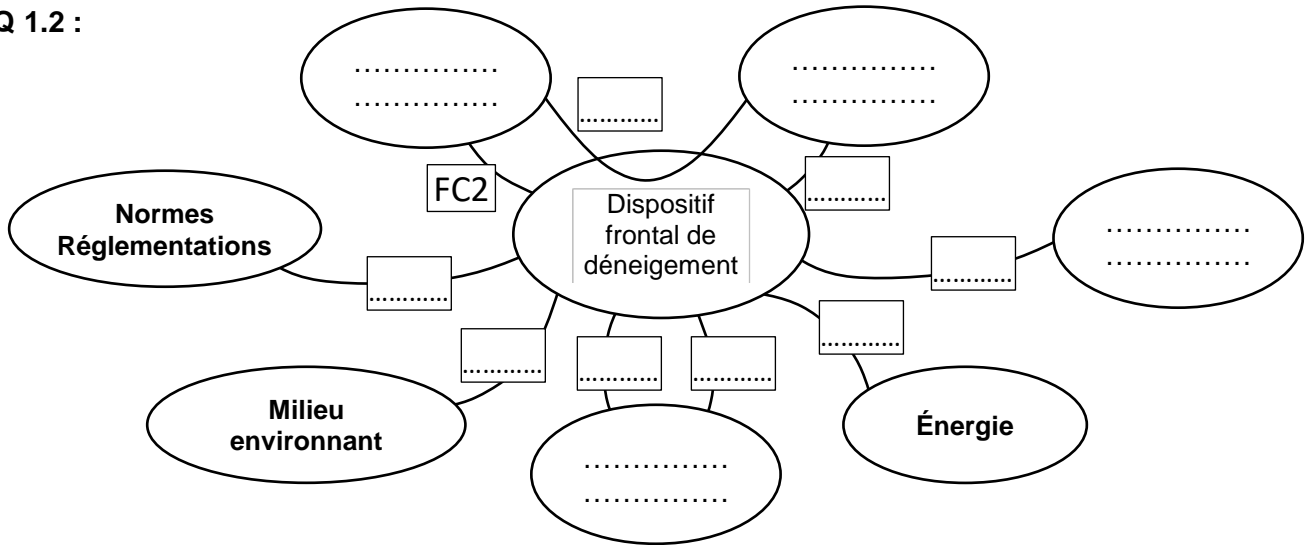 Q 1.2 :
……………
……………
……………
……………
…………
FC2
…………
Normes
Réglementations
Dispositif
frontal de
déneigement
……………
……………
…………
…………
…………
…………
…………
…………
Milieu
environnant
Énergie
……………
……………